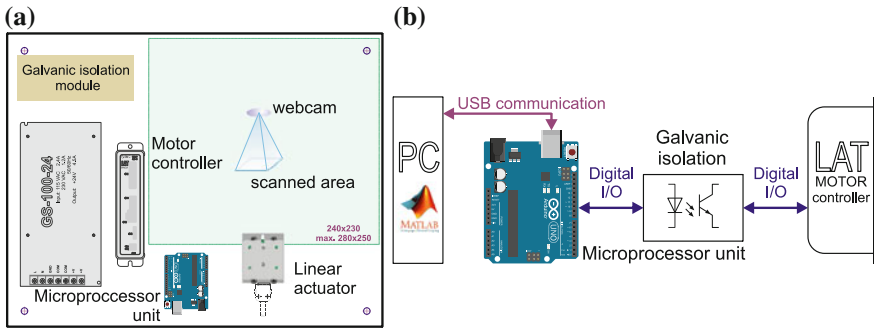 (a)
Galvanic isolation
module
webcam
Motor
controller
scanned area
GS-100-24
240x230
max. 280x250
Microproccessor
unit
Linear
actuator
(b)
USB communication
PC
MATLAB
Galvanic
isolation
LAT
MOTOR
controller
Digital
I/O
Digital
I/O
Arduino
UNO
Microprocessor unit